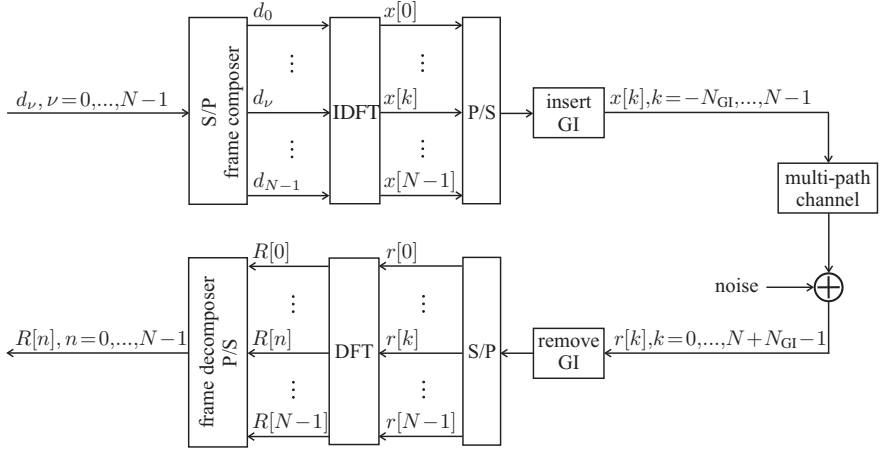 d_0
x[0]
d_ν, ν=0,...,N−1
S/P
frame composer
⋮
⋮
d_ν
IDFT
x[k]
P/S
insert
GI
x[k],k=−N_GI,...,N−1
⋮
⋮
d_{N−1}
x[N−1]
multi-path
channel
R[0]
r[0]
noise
R[n], n=0,...,N−1
frame decomposer
P/S
⋮
⋮
R[n]
DFT
r[k]
S/P
remove
GI
r[k],k=0,...,N+N_GI−1
⋮
⋮
R[N−1]
r[N−1]